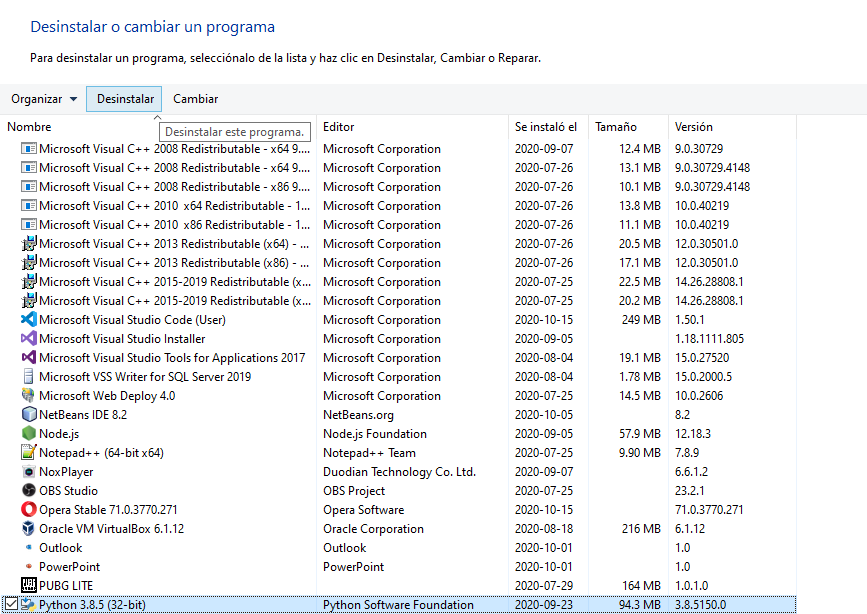 Desinstalar o cambiar un programa
Para desinstalar un programa, selecciónalo de la lista y haz clic en Desinstalar, Cambiar o Reparar.
Organizar Desinstalar Cambiar
Nombre Editor Se instaló el Tamaño Versión
Desinstalar este programa.
Microsoft Visual C++ 2008 Redistributable - x64 9.... Microsoft Corporation 2020-09-07 12.4 MB 9.0.30729
Microsoft Visual C++ 2008 Redistributable - x64 9.... Microsoft Corporation 2020-07-26 13.1 MB 9.0.30729.4148
Microsoft Visual C++ 2008 Redistributable - x86 9.... Microsoft Corporation 2020-07-26 10.1 MB 9.0.30729.4148
Microsoft Visual C++ 2010 x64 Redistributable - 1... Microsoft Corporation 2020-07-26 13.8 MB 10.0.40219
Microsoft Visual C++ 2010 x86 Redistributable - 1... Microsoft Corporation 2020-07-26 11.1 MB 10.0.40219
Microsoft Visual C++ 2013 Redistributable (x64) - ... Microsoft Corporation 2020-07-26 20.5 MB 12.0.30501.0
Microsoft Visual C++ 2013 Redistributable (x86) - ... Microsoft Corporation 2020-07-26 17.1 MB 12.0.30501.0
Microsoft Visual C++ 2015-2019 Redistributable (x... Microsoft Corporation 2020-07-25 22.5 MB 14.26.28808.1
Microsoft Visual C++ 2015-2019 Redistributable (x... Microsoft Corporation 2020-07-25 20.2 MB 14.26.28808.1
Microsoft Visual Studio Code (User) Microsoft Corporation 2020-10-15 249 MB 1.50.1
Microsoft Visual Studio Installer Microsoft Corporation 2020-09-05 1.18.1111.805
Microsoft Visual Studio Tools for Applications 2017 Microsoft Corporation 2020-08-04 19.1 MB 15.0.27520
Microsoft VSS Writer for SQL Server 2019 Microsoft Corporation 2020-08-04 1.78 MB 15.0.2000.5
Microsoft Web Deploy 4.0 Microsoft Corporation 2020-07-25 14.5 MB 10.0.2606
NetBeans IDE 8.2 NetBeans.org 2020-10-05 8.2
Node.js Node.js Foundation 2020-09-05 57.9 MB 12.18.3
Notepad++ (64-bit x64) Notepad++ Team 2020-07-25 9.90 MB 7.8.9
NoxPlayer Duodian Technology Co. Ltd. 2020-09-07 6.6.1.2
OBS Studio OBS Project 2020-07-25 23.2.1
Opera Stable 71.0.3770.271 Opera Software 2020-10-15 71.0.3770.271
Oracle VM VirtualBox 6.1.12 Oracle Corporation 2020-08-18 216 MB 6.1.12
Outlook Outlook 2020-10-01 1.0
PowerPoint PowerPoint 2020-10-01 1.0
PUBG LITE 2020-07-29 164 MB 1.0.1.0
Python 3.8.5 (32-bit) Python Software Foundation 2020-09-23 94.3 MB 3.8.5150.0